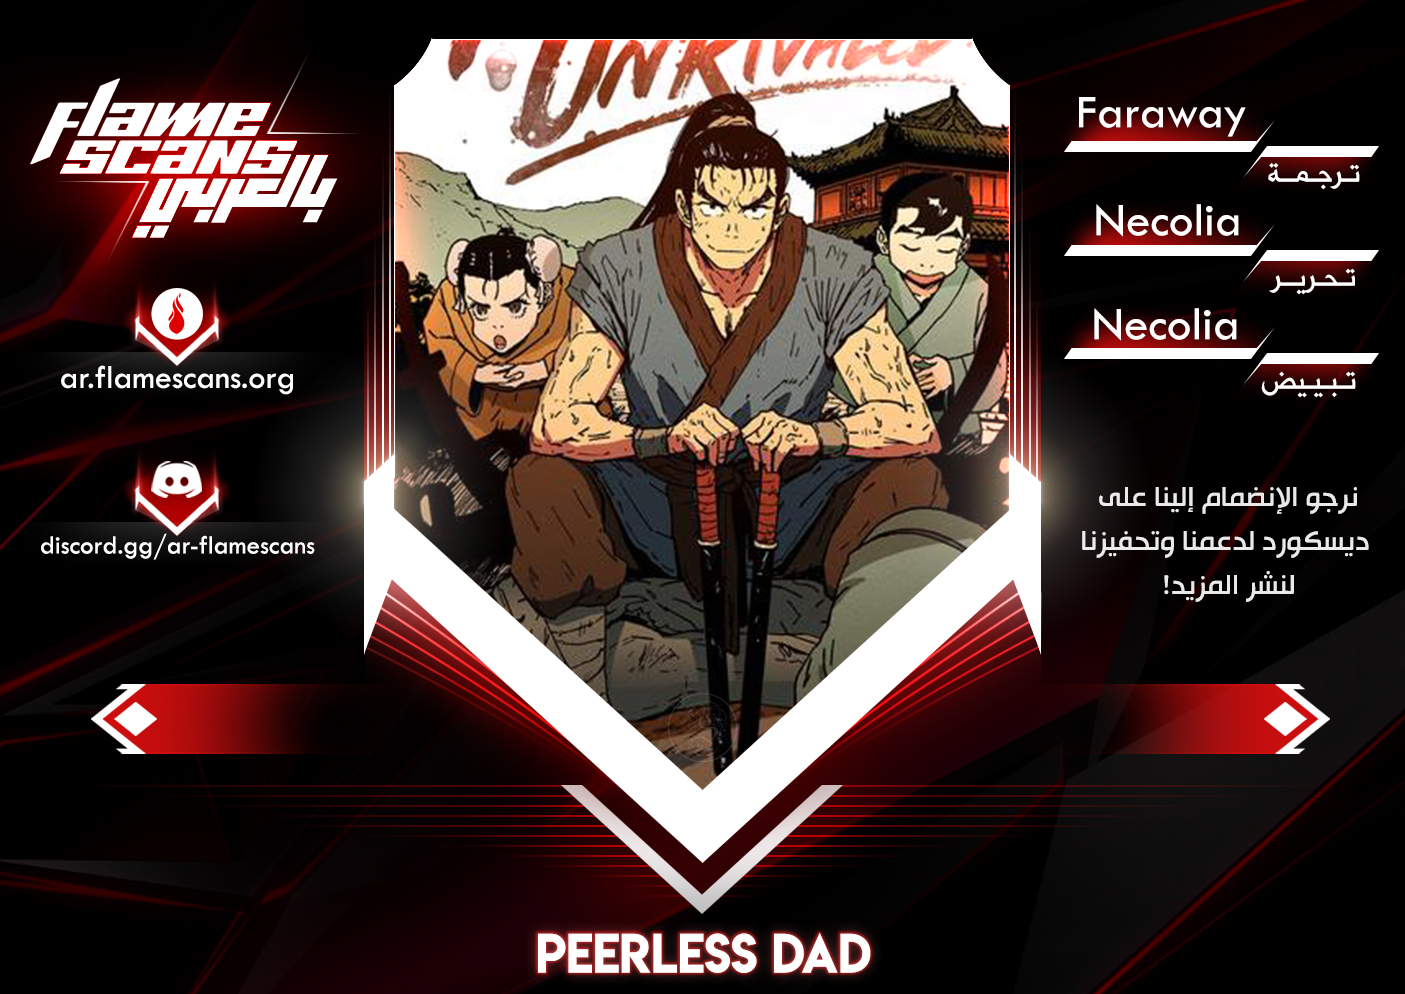 UNRIVALED
flame
scans
بالعربي
ar.flamescans.org
discord.gg/ar-flamescans
Faraway
ترجمة
Necolia
تحرير
Necolia
تبييض
نرجو الإنضمام إلينا على
ديسكورد لدعمنا وتحفيزنا
لنشر المزيد!
PEERLESS DAD